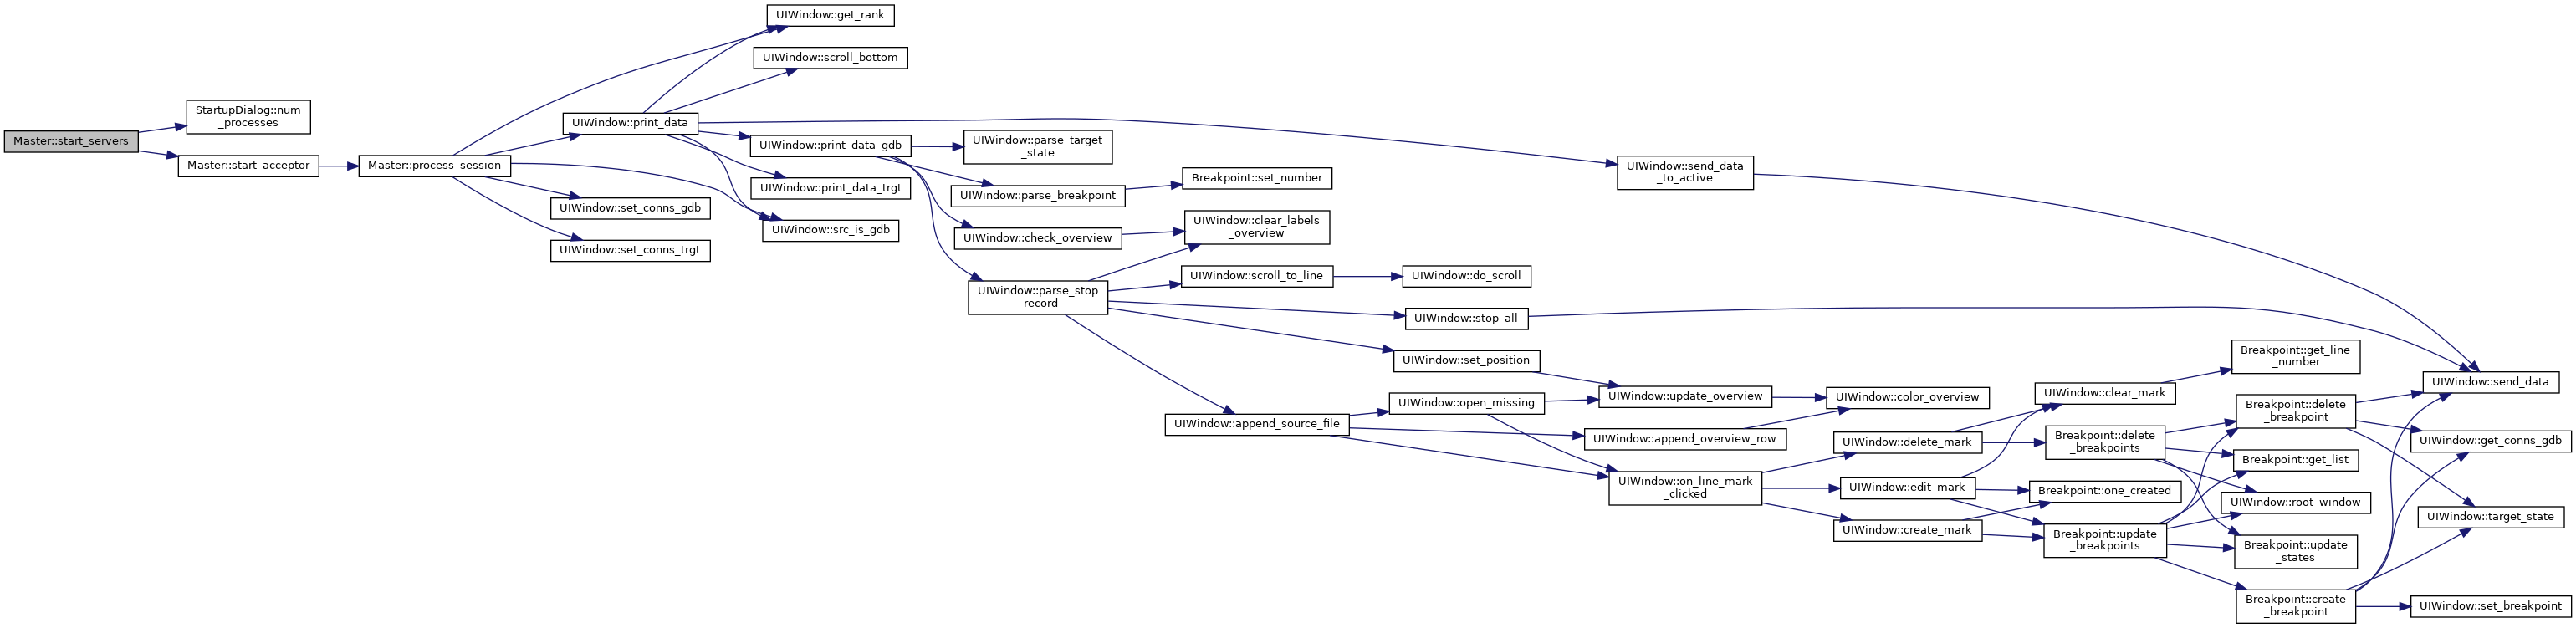 Master::start_servers
StartupDialog::num
_processes
Master::start_acceptor
Master::process_session
UIWindow::get_rank
UIWindow::scroll_bottom
UIWindow::print_data
UIWindow::set_conns_gdb
UIWindow::set_conns_trgt
UIWindow::print_data_gdb
UIWindow::print_data_trgt
UIWindow::src_is_gdb
UIWindow::parse_target
_state
UIWindow::parse_breakpoint
UIWindow::check_overview
UIWindow::parse_stop
_record
Breakpoint::set_number
UIWindow::clear_labels
_overview
UIWindow::scroll_to_line
UIWindow::append_source_file
UIWindow::do_scroll
UIWindow::stop_all
UIWindow::set_position
UIWindow::open_missing
UIWindow::send_data
_to_active
UIWindow::update_overview
UIWindow::append_overview_row
UIWindow::on_line_mark
_clicked
UIWindow::color_overview
UIWindow::delete_mark
UIWindow::edit_mark
UIWindow::create_mark
UIWindow::clear_mark
Breakpoint::delete
_breakpoints
Breakpoint::one_created
Breakpoint::update
_breakpoints
Breakpoint::get_line
_number
Breakpoint::delete
_breakpoint
Breakpoint::get_list
UIWindow::root_window
Breakpoint::update
_states
Breakpoint::create
_breakpoint
UIWindow::send_data
UIWindow::get_conns_gdb
UIWindow::target_state
UIWindow::set_breakpoint